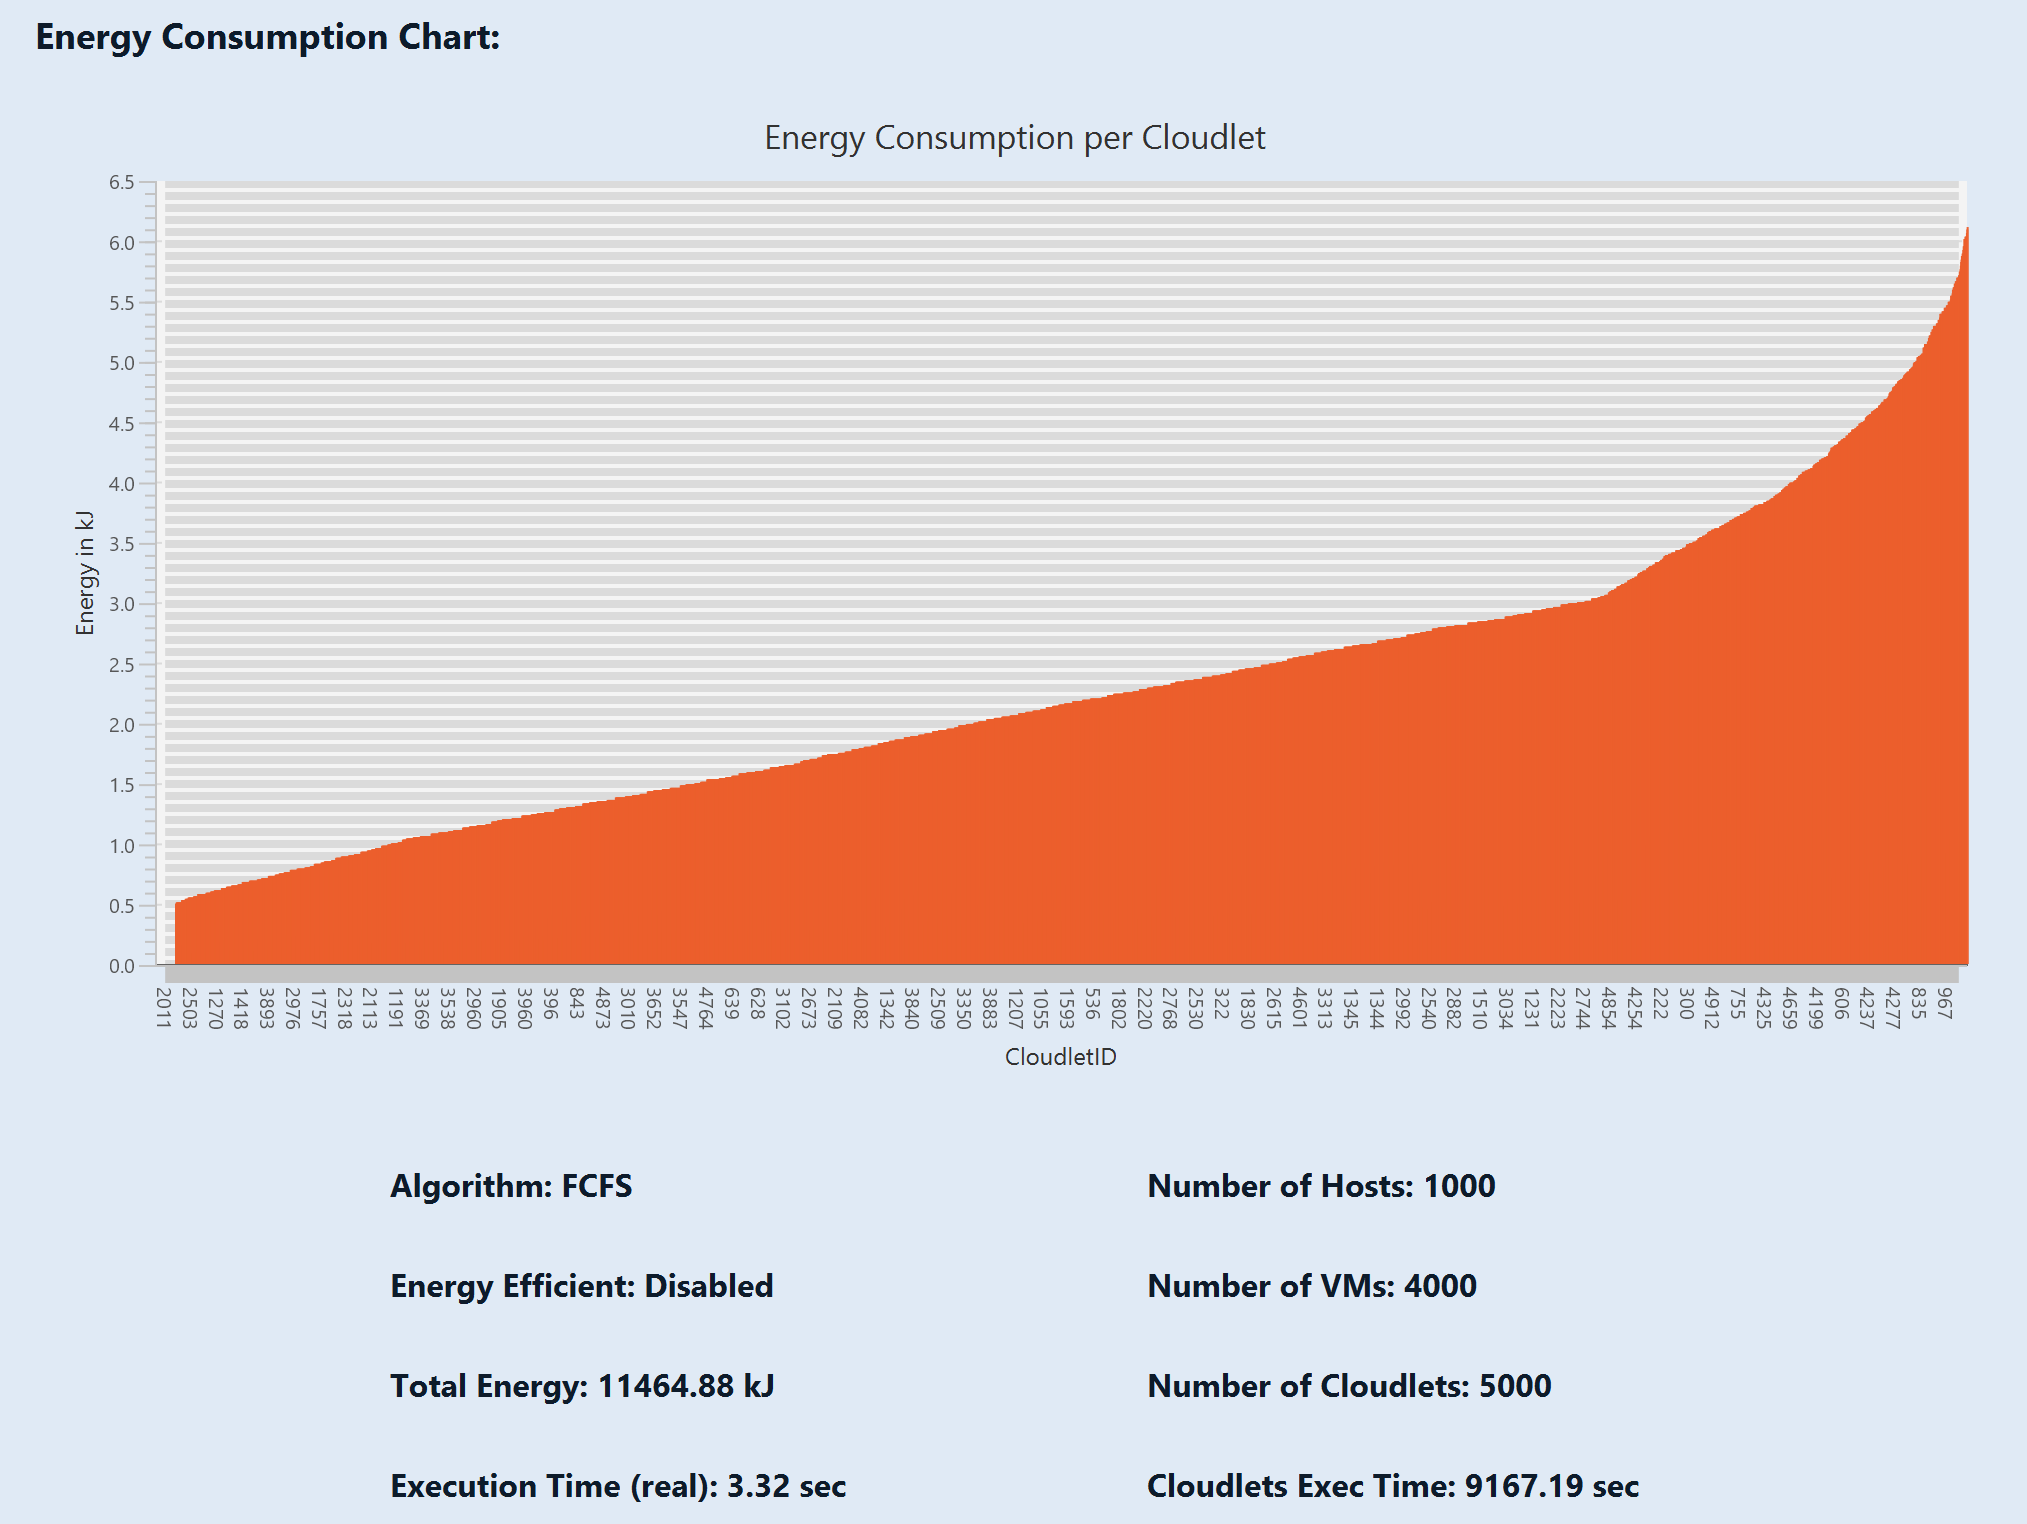 Energy Consumption Chart:
Energy Consumption per Cloudlet
6.5
6.0
5.5
5.0
4.5
4.0
3.5
3.0
2.5
2.0
1.5
1.0
0.5
0.0
Energy in kJ
2011 2503 1270 1418 3893 2976 1757 2318 2113 1191 3369 3538 2960 1905 3960 396 843 4873 3010 3652 3547 4764 639 628 3102 2673 2109 4082 1342 3840 2509 3350 3883 1207 1055 1593 536 1802 2220 2768 2530 322 1830 2615 4601 3313 1345 1344 2992 2540 2882 1510 3034 1231 2223 2744 4854 4254 222 300 4912 755 4325 4659 4199 606 4237 4277 835 967
CloudletID
Algorithm: FCFS
Number of Hosts: 1000
Energy Efficient: Disabled
Number of VMs: 4000
Total Energy: 11464.88 kJ
Number of Cloudlets: 5000
Execution Time (real): 3.32 sec
Cloudlets Exec Time: 9167.19 sec